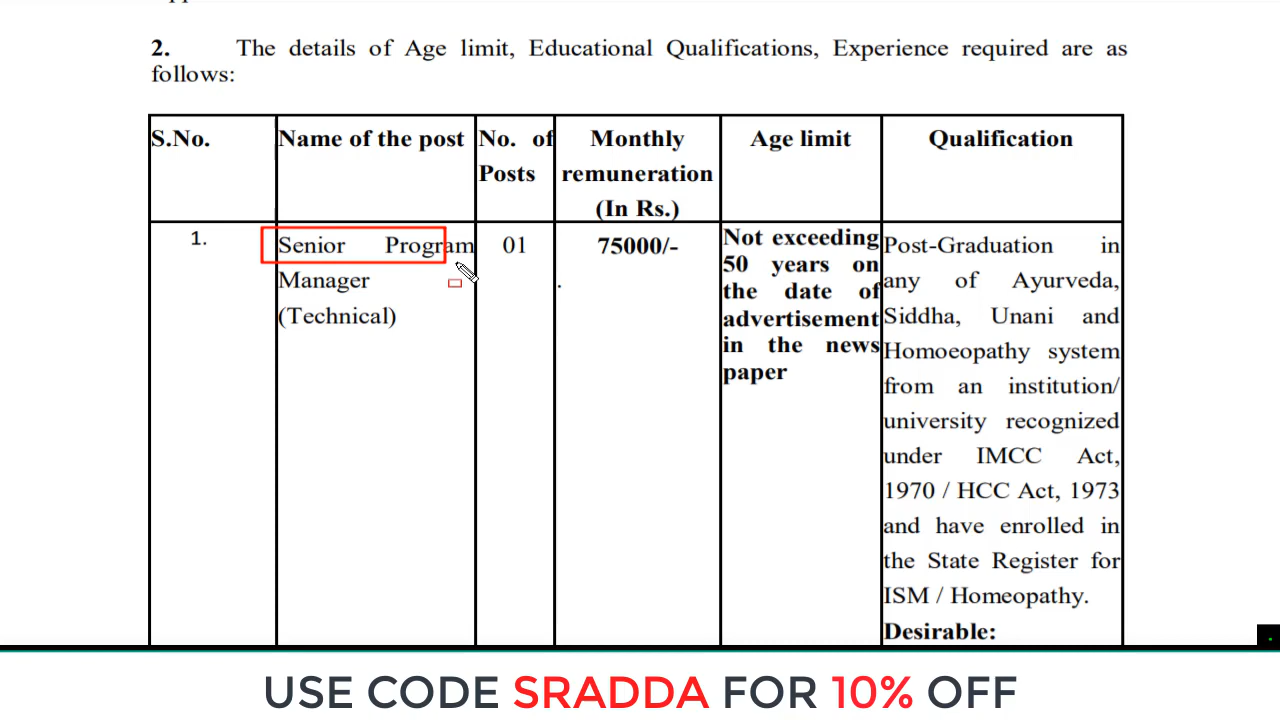 2. The details of Age limit, Educational Qualifications, Experience required are as
follows:
S.No.
Name of the post
No. of
Posts
Monthly
remuneration
(In Rs.)
Age limit
Qualification
1.
Senior Program
Manager
(Technical)
01
75000/-
.
Not exceeding
50 years on
the date of
advertisement
in the news
paper
Post-Graduation in
any of Ayurveda,
Siddha, Unani and
Homoeopathy system
from an institution/
university recognized
under IMCC Act,
1970 / HCC Act, 1973
and have enrolled in
the State Register for
ISM / Homeopathy.
Desirable:
USE CODE SRADDA FOR 10% OFF